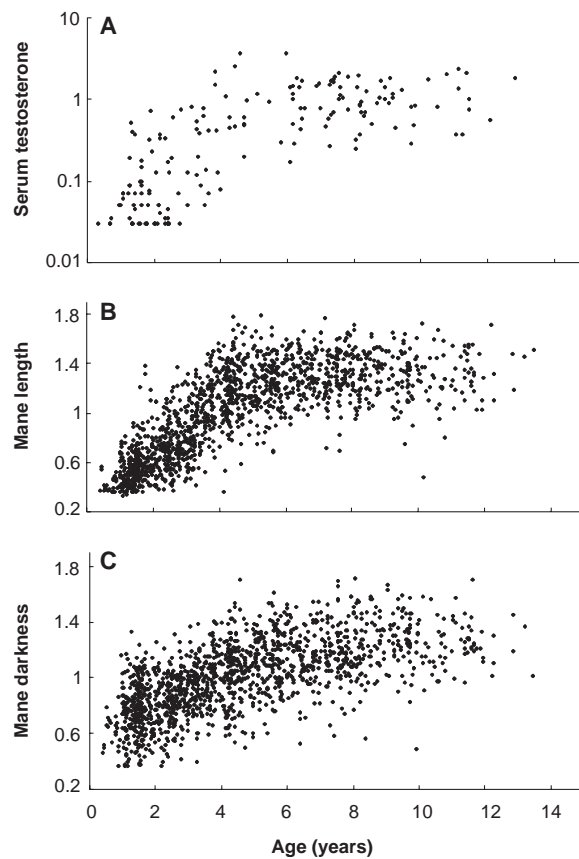 A
Serum testosterone
10
1
0.1
0.01
B
Mane length
1.8
1.4
1
0.6
0.2
C
Mane darkness
1.8
1.4
1
0.6
0.2
0 2 4 6 8 10 12 14
Age (years)